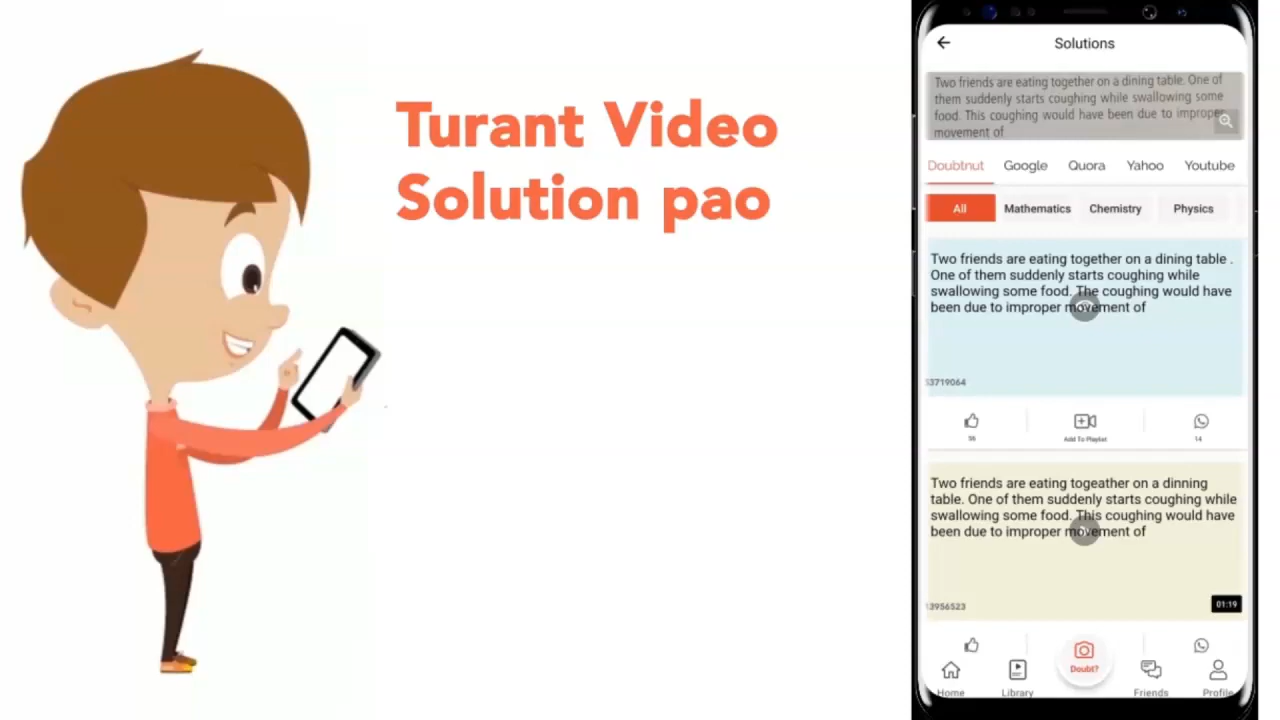 Turant Video
Solution pao
Solutions
Two friends are eating together on a dining table. One of
them suddenly starts coughing while swallowing some
food. This coughing would have been due to improper
movement of
Doubtnut Google Quora Yahoo Youtube
All Mathematics Chemistry Physics
Two friends are eating together on a dining table .
One of them suddenly starts coughing while
swallowing some food. The coughing would have
been due to improper movement of
53719064
36 Add To Playlist 14
Two friends are eating togeather on a dinning
table. One of them suddenly starts coughing while
swallowing some food. This coughing would have
been due to improper movement of
13956523
01:19
Doubt?
Home Library Friends Profile